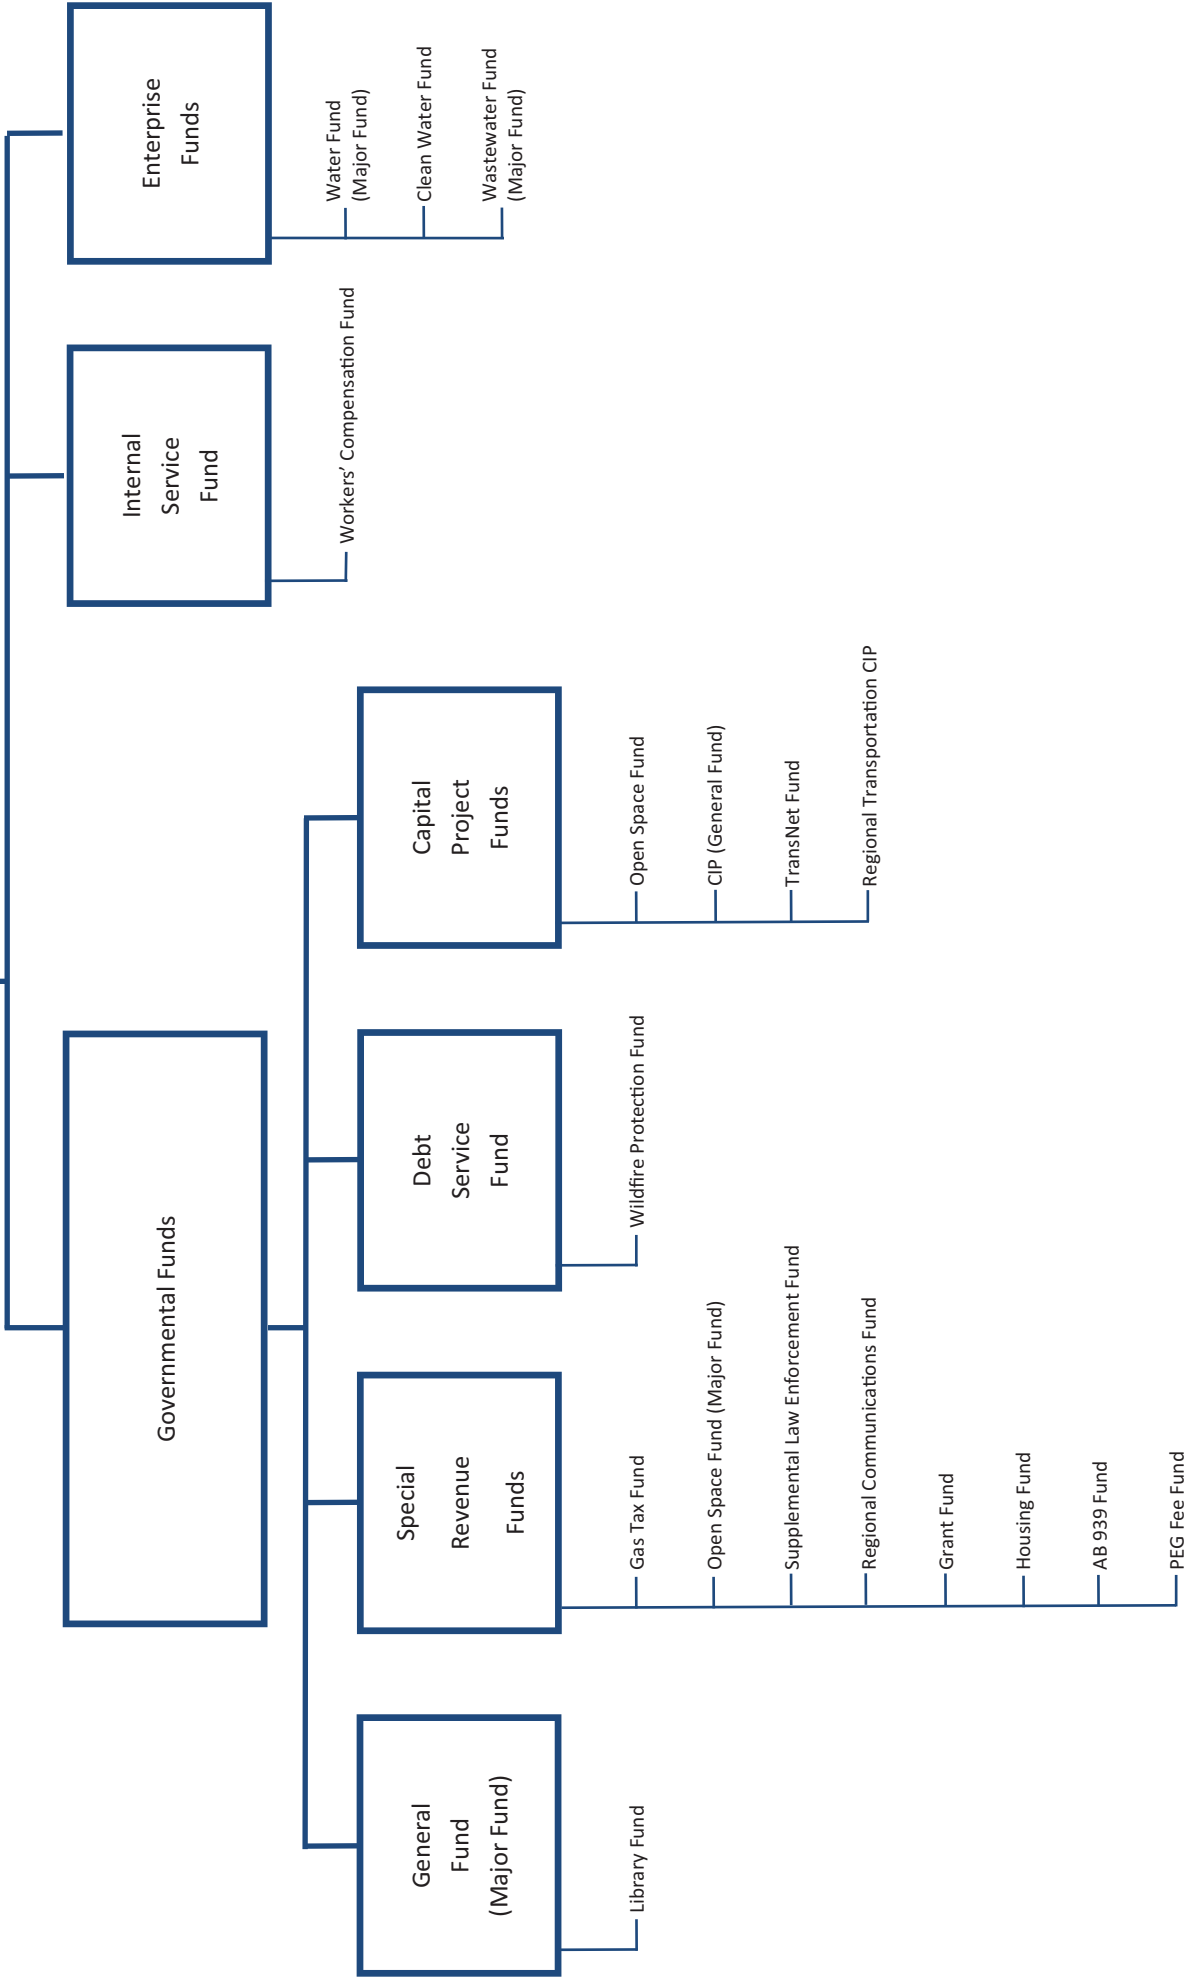 Governmental Funds
Internal
Service
Fund
Enterprise
Funds
General
Fund
(Major Fund)
Library Fund
Special
Revenue
Funds
Gas Tax Fund
Open Space Fund (Major Fund)
Supplemental Law Enforcement Fund
Regional Communications Fund
Grant Fund
Housing Fund
AB 939 Fund
PEG Fee Fund
Debt
Service
Fund
Wildfire Protection Fund
Capital
Project
Funds
Open Space Fund
CIP (General Fund)
TransNet Fund
Regional Transportation CIP
Workers’ Compensation Fund
Water Fund
(Major Fund)
Clean Water Fund
Wastewater Fund
(Major Fund)